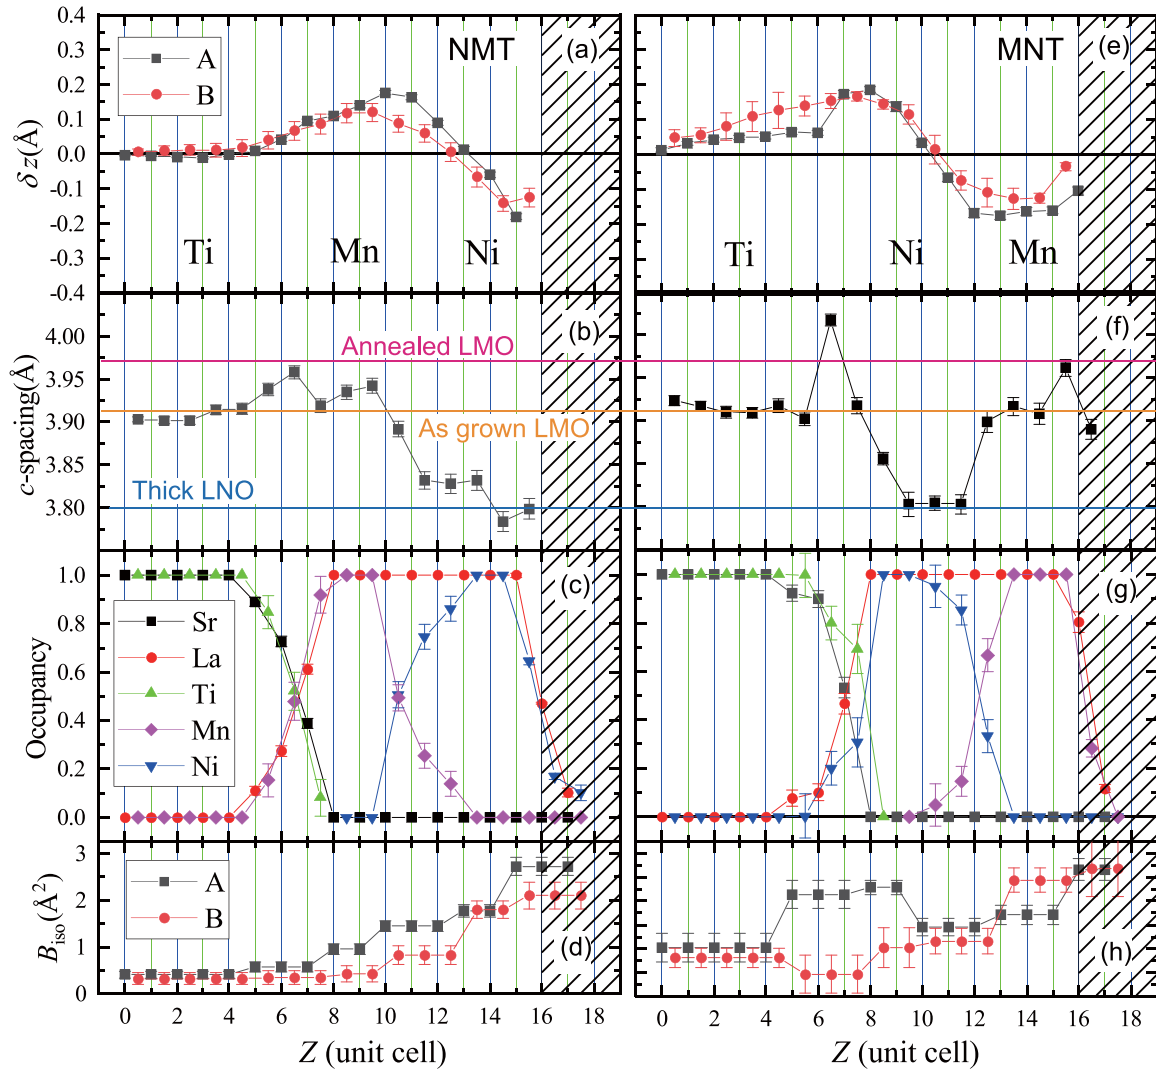 0.4
0.3
0.2
0.1
0.0
-0.1
-0.2
-0.3
-0.4
δz(Å)
A
B
NMT
(a)
Ti
Mn
Ni
MNT
(e)
Ti
Ni
Mn
4.00
3.95
3.90
3.85
3.80
c-spacing(Å)
(b)
Annealed LMO
As grown LMO
Thick LNO
(f)
1.0
0.8
0.6
0.4
0.2
0.0
Occupancy
(c)
Sr
La
Ti
Mn
Ni
(g)
3
2
1
0
Biso(Å2)
A
B
(d)
(h)
0 2 4 6 8 10 12 14 16 18
Z (unit cell)
0 2 4 6 8 10 12 14 16 18
Z (unit cell)